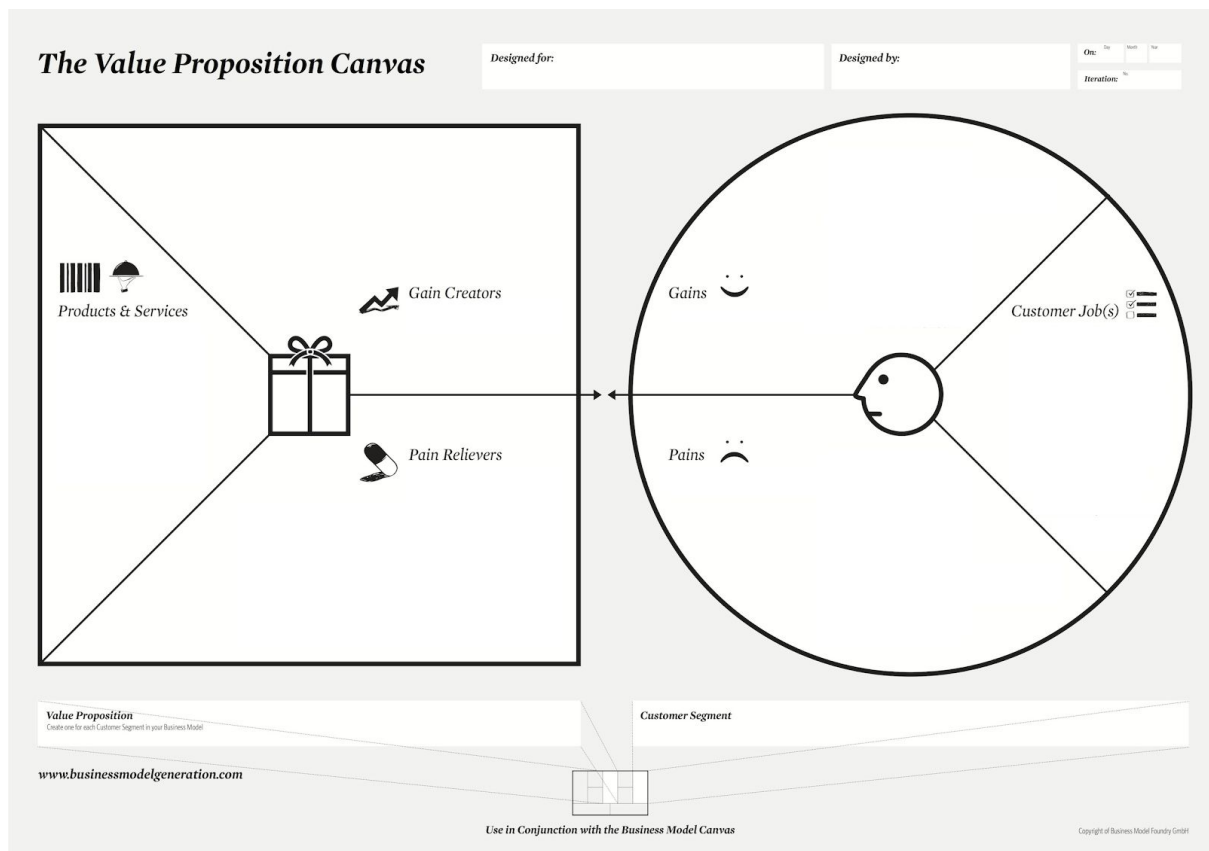 The Value Proposition Canvas
Designed for:
Designed by:
On:
Day
Month
Year
Iteration:
No.
Products & Services
Gain Creators
Pain Relievers
Gains
Pains
Customer Job(s)
Value Proposition
Create one for each Customer Segment in your Business Model
Customer Segment
www.businessmodelgeneration.com
Use in Conjunction with the Business Model Canvas
Copyright of Business Model Foundry GmbH